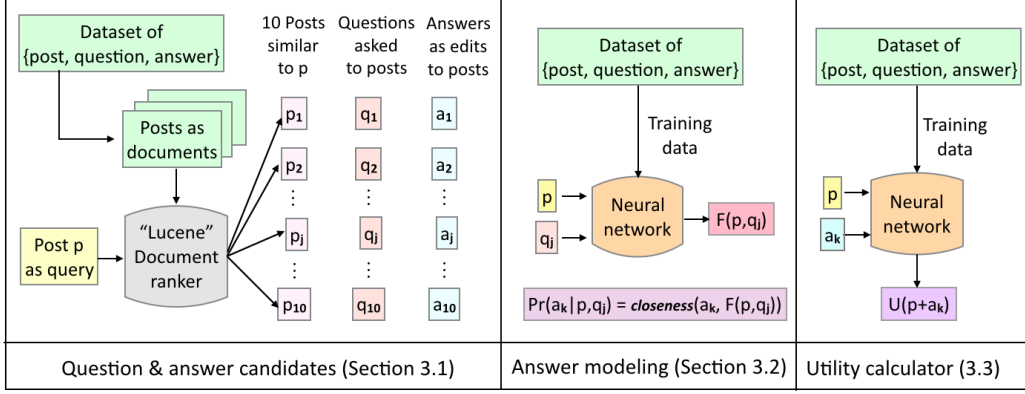 Dataset of
{post, question, answer}
10 Posts
similar
to p
Questions
asked
to posts
Answers
as edits
to posts
Posts as
documents
Post p
as query
“Lucene”
Document
ranker
p1 q1 a1
p2 q2 a2
⋮ ⋮ ⋮
pj qj aj
⋮ ⋮ ⋮
p10 q10 a10
Question & answer candidates (Section 3.1)
Dataset of
{post, question, answer}
Training
data
p
qj
Neural
network
F(p,qj)
Pr(ak|p,qj) = closeness(ak, F(p,qj))
Answer modeling (Section 3.2)
Dataset of
{post, question, answer}
Training
data
p
ak
Neural
network
U(p+ak)
Utility calculator (3.3)